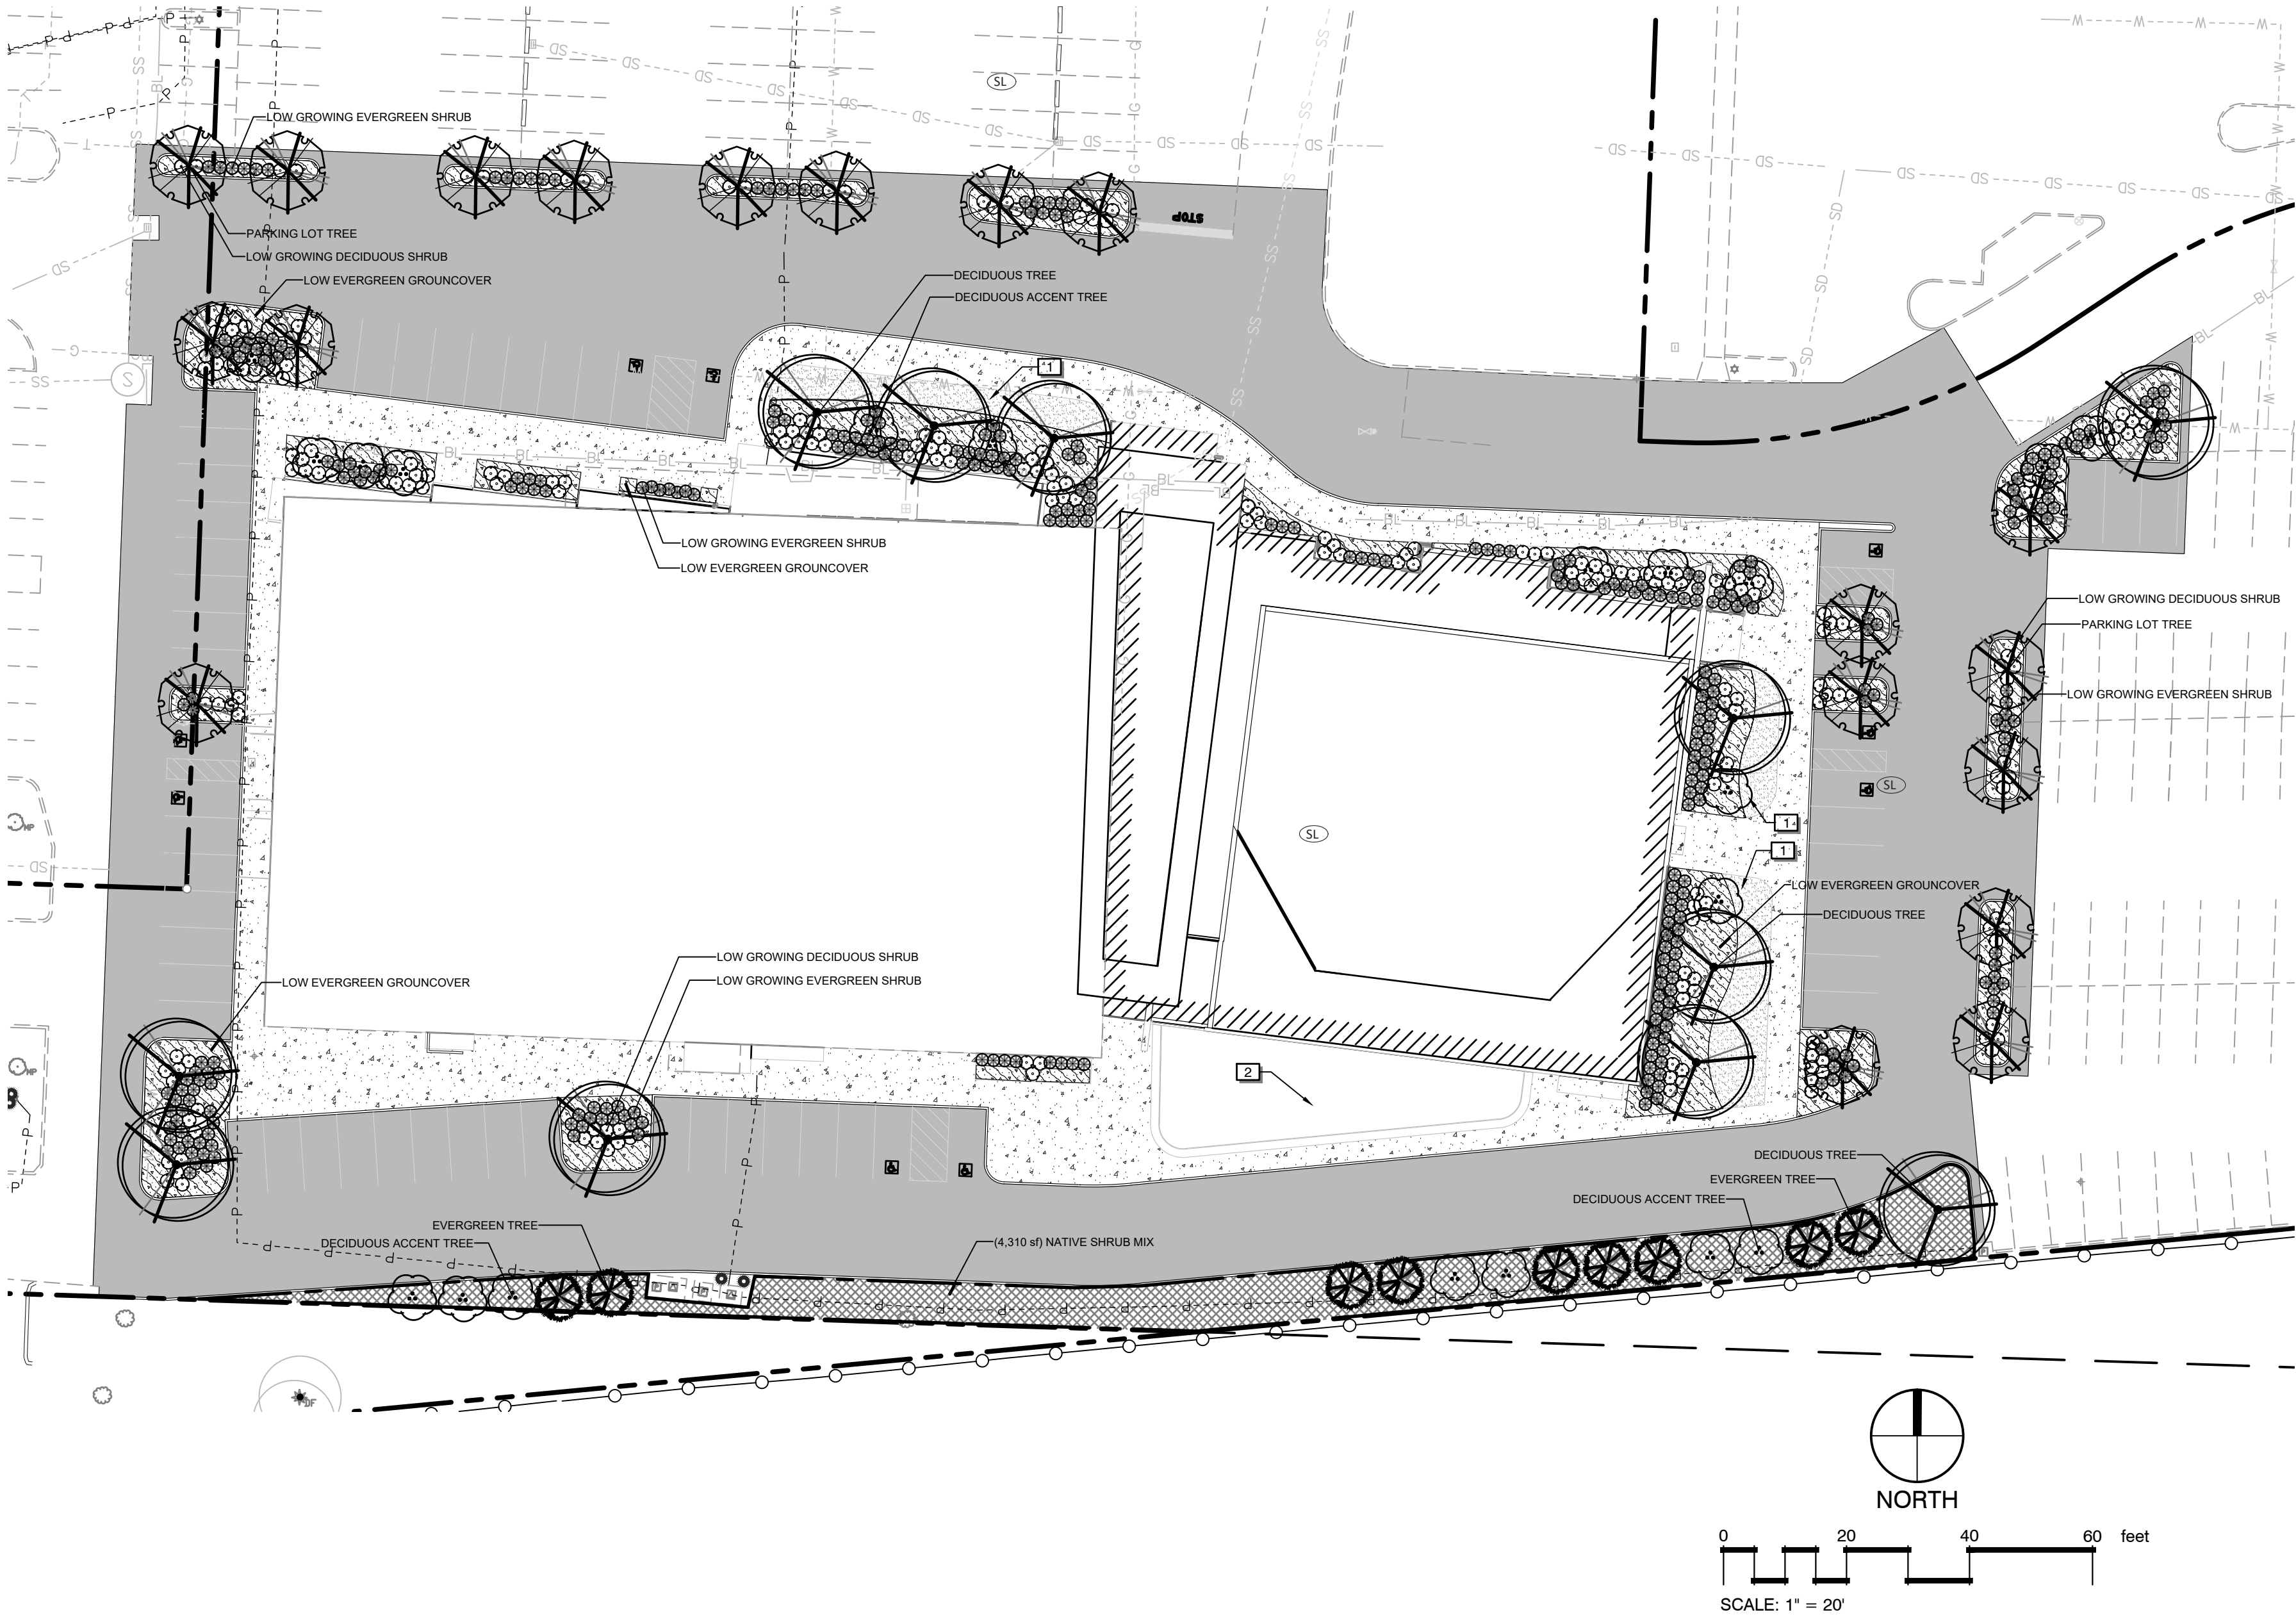 SL
LOW GROWING EVERGREEN SHRUB
STOP
PARKING LOT TREE
LOW GROWING DECIDUOUS SHRUB
LOW EVERGREEN GROUNCOVER
DECIDUOUS TREE
DECIDUOUS ACCENT TREE
1
LOW GROWING EVERGREEN SHRUB
LOW EVERGREEN GROUNCOVER
LOW GROWING DECIDUOUS SHRUB
PARKING LOT TREE
LOW GROWING EVERGREEN SHRUB
SL
SL
1
1
LOW EVERGREEN GROUNCOVER
DECIDUOUS TREE
LOW GROWING DECIDUOUS SHRUB
LOW GROWING EVERGREEN SHRUB
LOW EVERGREEN GROUNCOVER
2
DECIDUOUS TREE
EVERGREEN TREE
DECIDUOUS ACCENT TREE
EVERGREEN TREE
DECIDUOUS ACCENT TREE
(4,310 sf) NATIVE SHRUB MIX
DF
NORTH
0 20 40 60 feet
SCALE: 1" = 20'